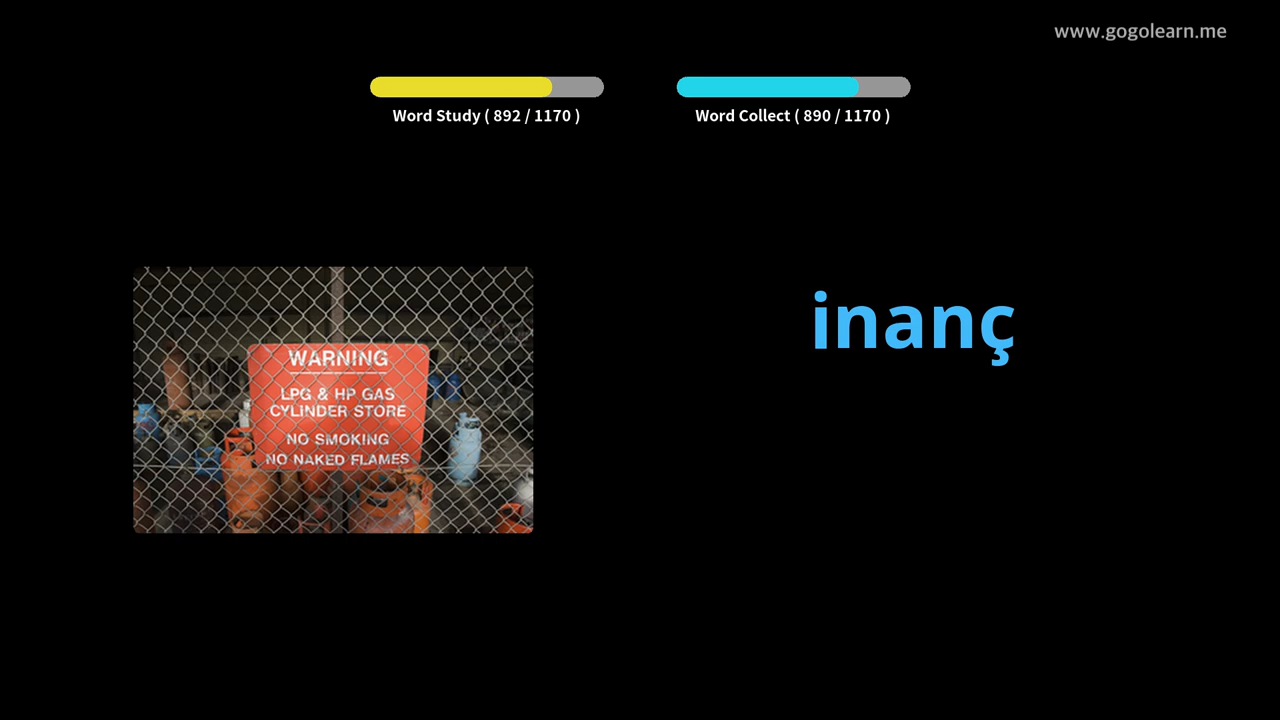 www.gogolearn.me
Word Study ( 892 / 1170 )
Word Collect ( 890 / 1170 )
inanç
WARNING
LPG & HP GAS
CYLINDER STORE
NO SMOKING
NO NAKED FLAMES